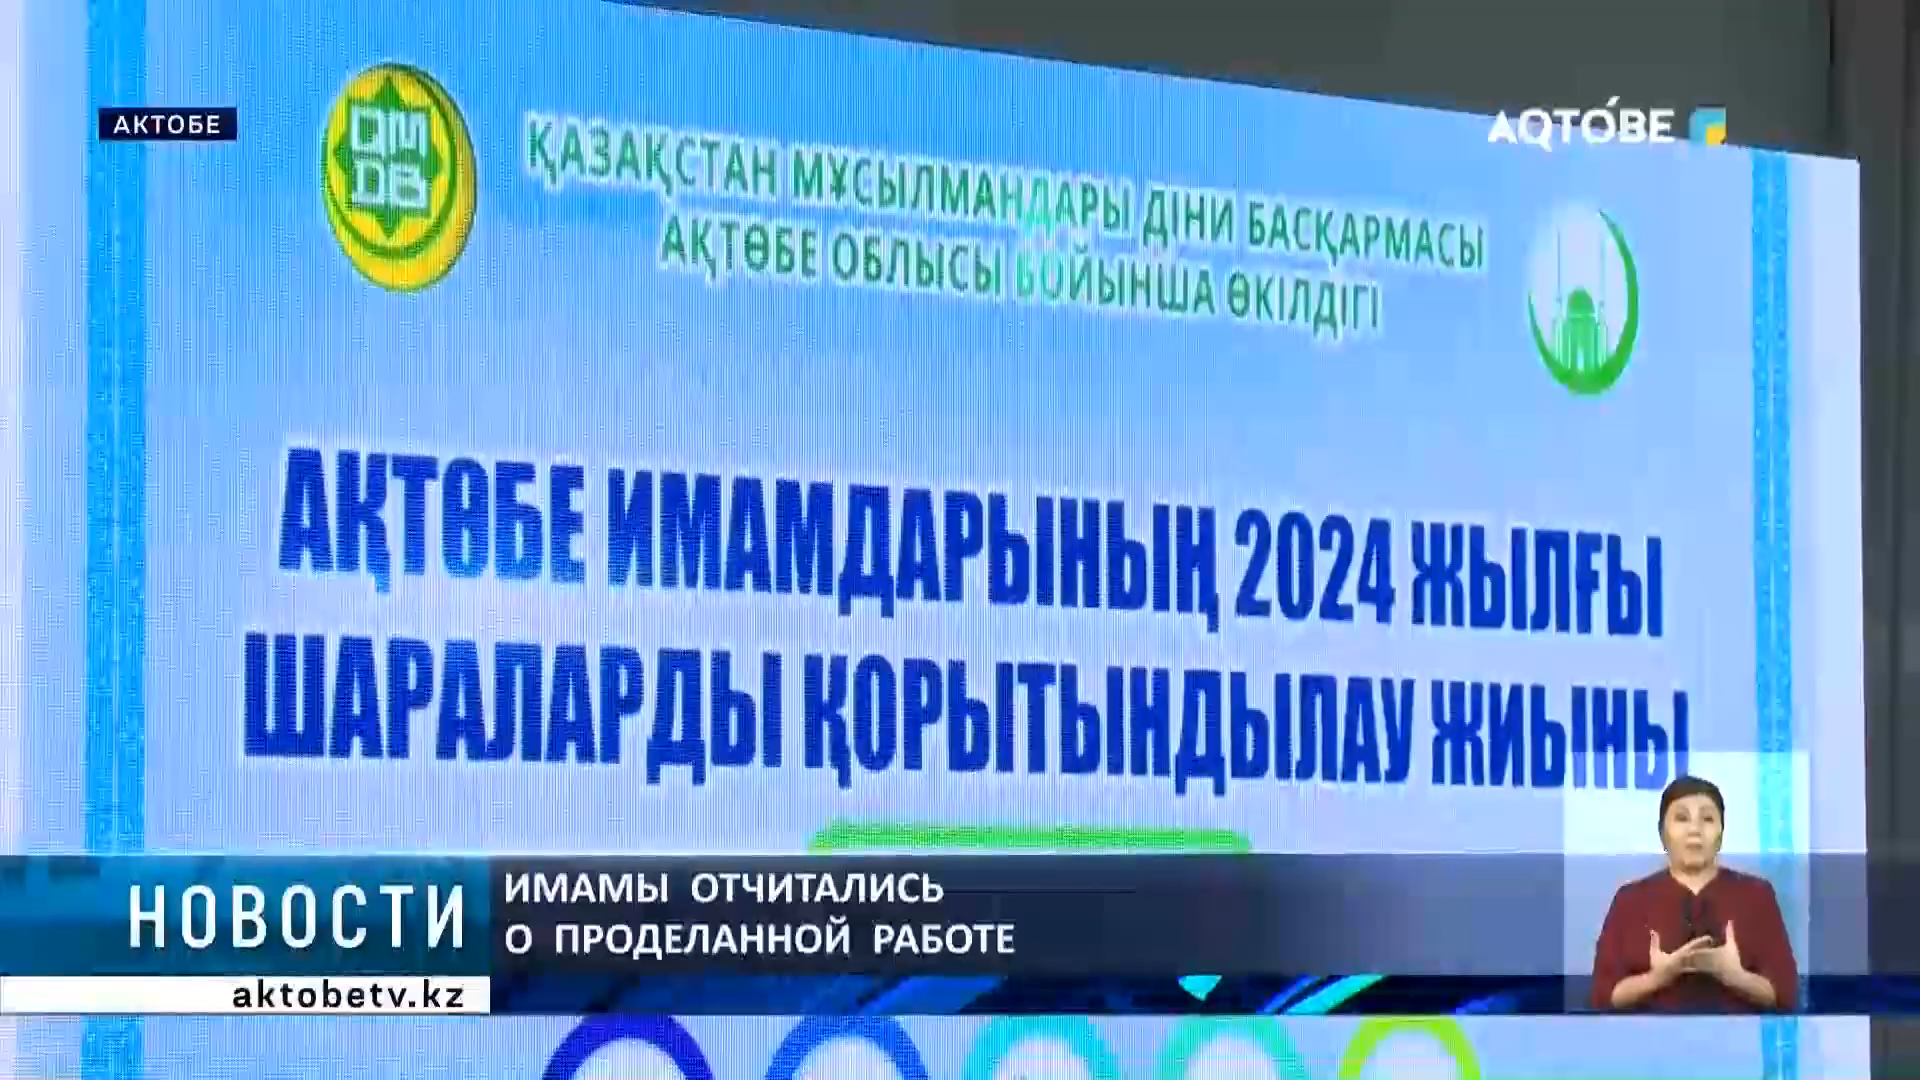 АКТОБЕ
AQTÓBE
ҚМДБ
ҚАЗАҚСТАН МҰСЫЛМАНДАРЫ ДІНИ БАСҚАРМАСЫ
АҚТӨБЕ ОБЛЫСЫ БОЙЫНША ӨКІЛДІГІ
АҚТӨБЕ ИМАМДАРЫНЫҢ 2024 ЖЫЛҒЫ
ШАРАЛАРДЫ ҚОРЫТЫНДЫЛАУ ЖИЫНЫ
НОВОСТИ
ИМАМЫ ОТЧИТАЛИСЬ
О ПРОДЕЛАННОЙ РАБОТЕ
aktobetv.kz